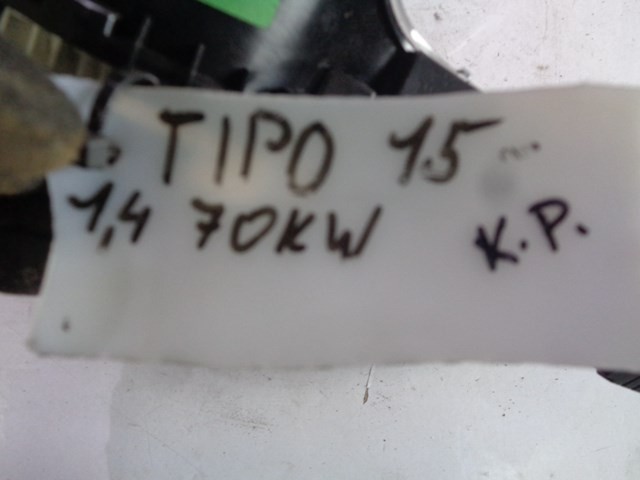 TIPO 15-
1,4 70KW K.P.